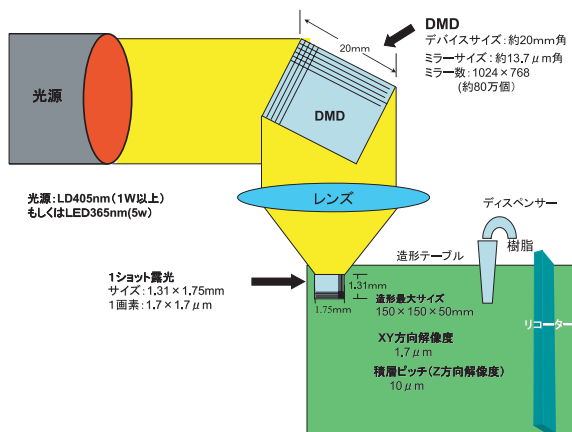 DMD
デバイスサイズ：約20mm角
ミラーサイズ：約13.7μm角
ミラー数：1024×768
(約80万個)
20mm
DMD
光源
レンズ
光源：LD405nm（1W以上）
もしくはLED365nm(5w)
ディスペンサー
樹脂
造形テーブル
1ショット露光
サイズ：1.31×1.75mm
1画素：1.7×1.7μm
1.31mm
1.75mm
造形最大サイズ
150×150×50mm
リコーター
XY方向解像度
1.7μm
積層ピッチ（Z方向解像度）
10μm